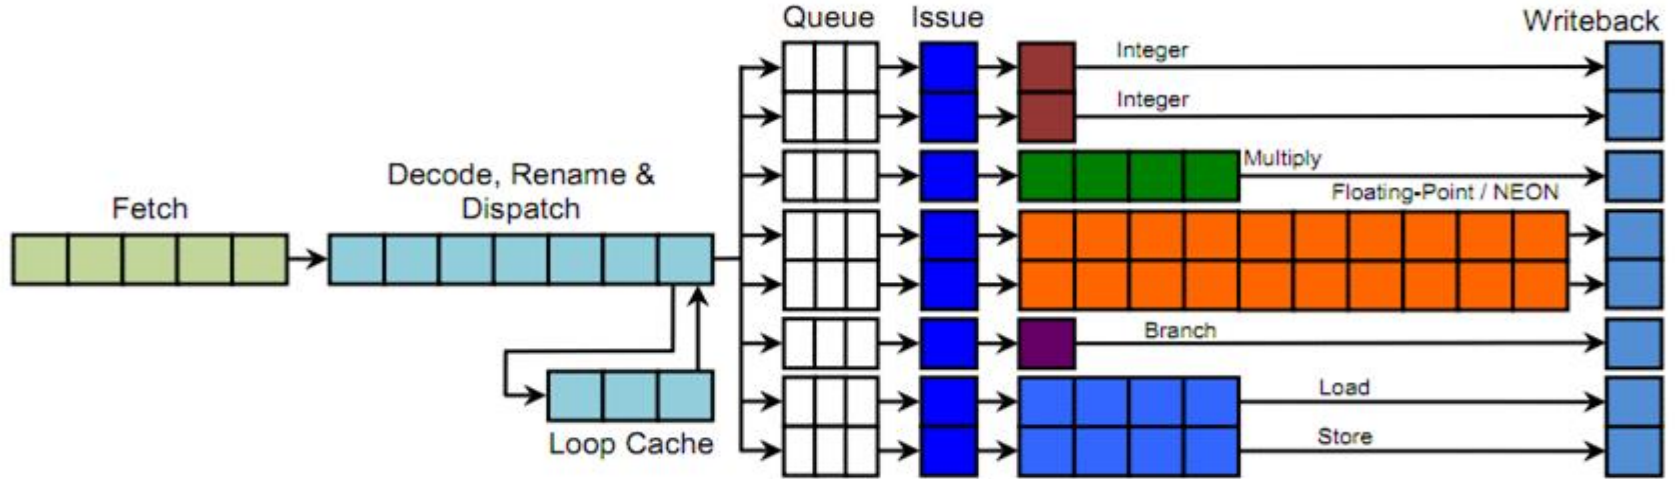 Queue
Issue
Writeback
Integer
Integer
Decode, Rename &
Dispatch
Multiply
Fetch
Floating-Point / NEON
Branch
Load
Loop Cache
Store